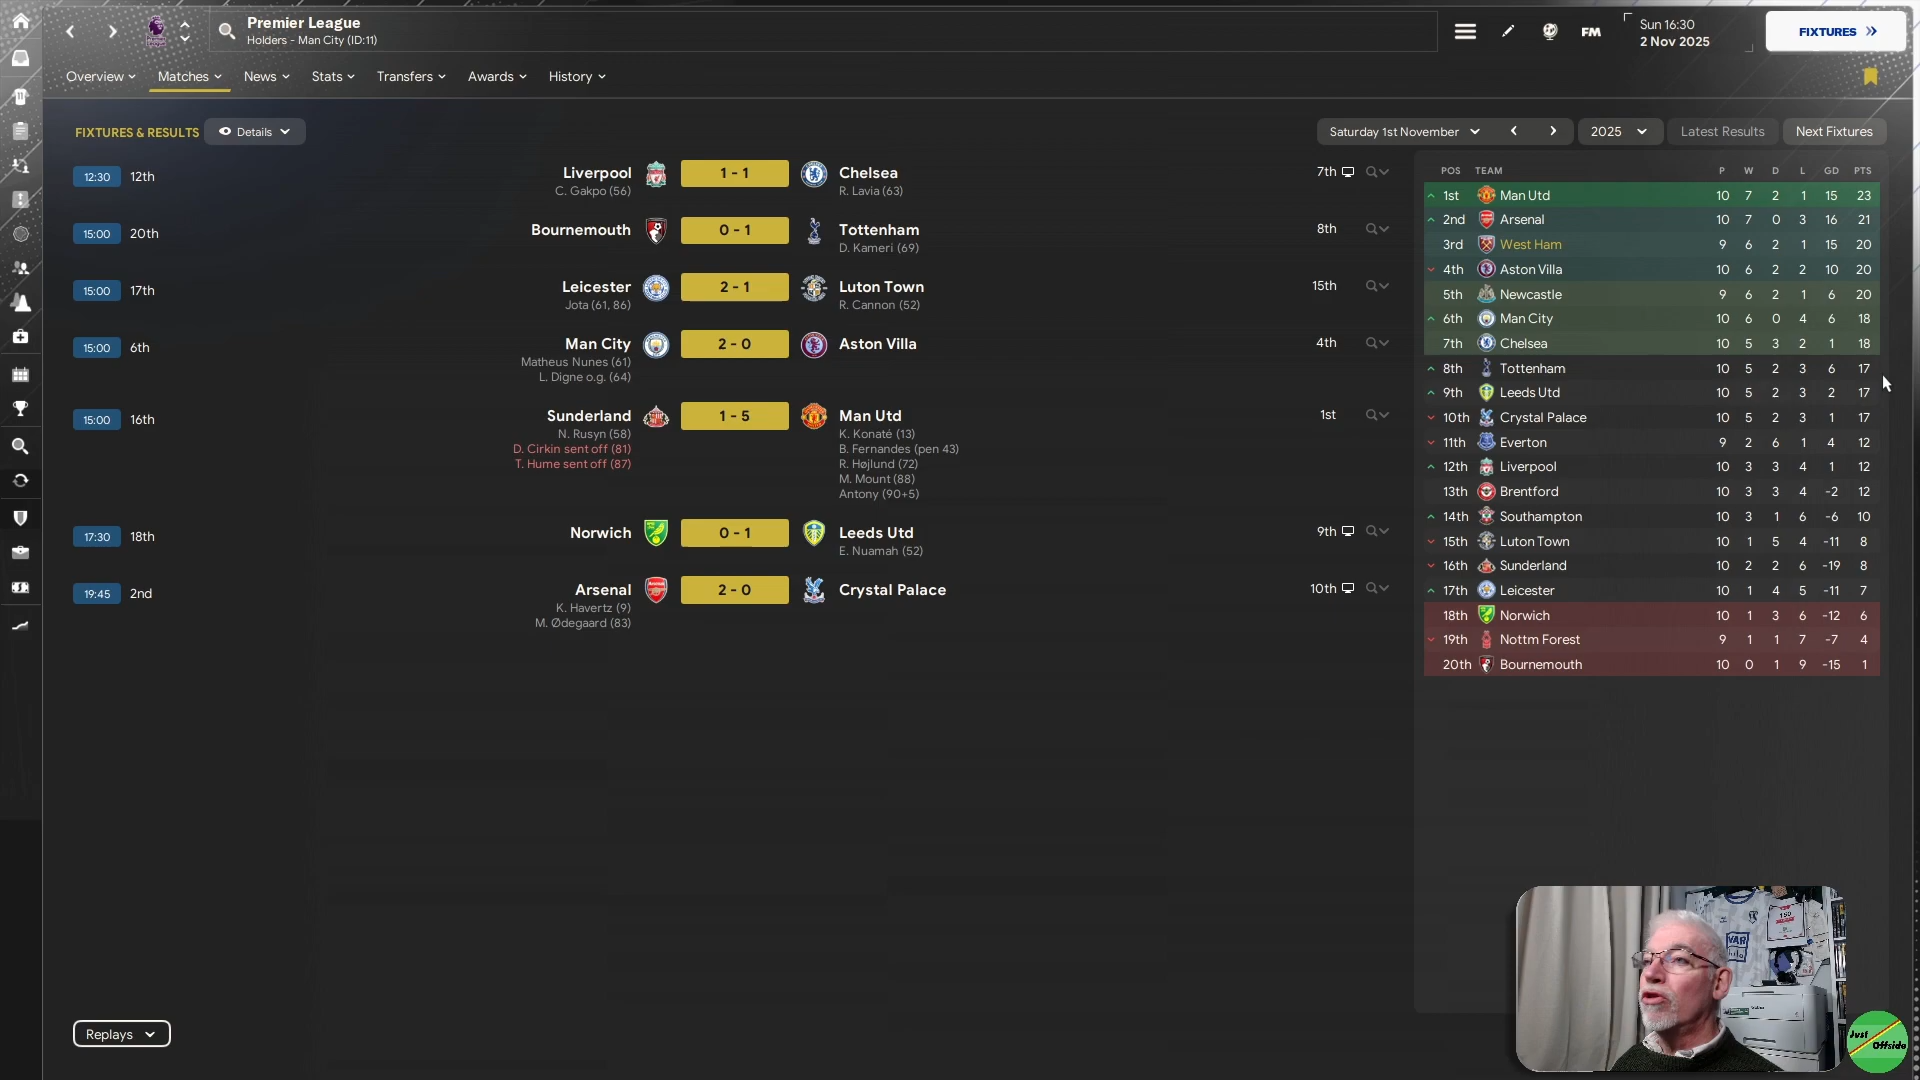 Premier League
Holders - Man City (ID:11)
FM
Sun 16:30
2 Nov 2025
FIXTURES
Overview Matches News Stats Transfers Awards History
FIXTURES & RESULTS Details
Saturday 1st November 2025 Latest Results Next Fixtures
12:30 12th Liverpool 1 - 1 Chelsea 7th
C. Gakpo (56) R. Lavia (63)
15:00 20th Bournemouth 0 - 1 Tottenham 8th
D. Kameri (69)
15:00 17th Leicester 2 - 1 Luton Town 15th
Jota (61, 86) R. Cannon (52)
15:00 6th Man City 2 - 0 Aston Villa 4th
Matheus Nunes (61)
L. Digne o.g. (64)
15:00 16th Sunderland 1 - 5 Man Utd 1st
N. Rusyn (58) K. Konaté (13)
D. Cirkin sent off (81) B. Fernandes (pen 43)
T. Hume sent off (87) R. Højlund (72)
M. Mount (88)
Antony (90+5)
17:30 18th Norwich 0 - 1 Leeds Utd 9th
E. Nuamah (52)
19:45 2nd Arsenal 2 - 0 Crystal Palace 10th
K. Havertz (9)
M. Ødegaard (83)
POS TEAM P W D L GD PTS
1st Man Utd 10 7 2 1 15 23
2nd Arsenal 10 7 0 3 16 21
3rd West Ham 9 6 2 1 15 20
4th Aston Villa 10 6 2 2 10 20
5th Newcastle 9 6 2 1 6 20
6th Man City 10 6 0 4 6 18
7th Chelsea 10 5 3 2 1 18
8th Tottenham 10 5 2 3 6 17
9th Leeds Utd 10 5 2 3 2 17
10th Crystal Palace 10 5 2 3 1 17
11th Everton 9 2 6 1 4 12
12th Liverpool 10 3 3 4 1 12
13th Brentford 10 3 3 4 -2 12
14th Southampton 10 3 1 6 -6 10
15th Luton Town 10 1 5 4 -11 8
16th Sunderland 10 2 2 6 -19 8
17th Leicester 10 1 4 5 -11 7
18th Norwich 10 1 3 6 -12 6
19th Nottm Forest 9 1 1 7 -7 4
20th Bournemouth 10 0 1 9 -15 1
Replays
VAR
Just
Offside